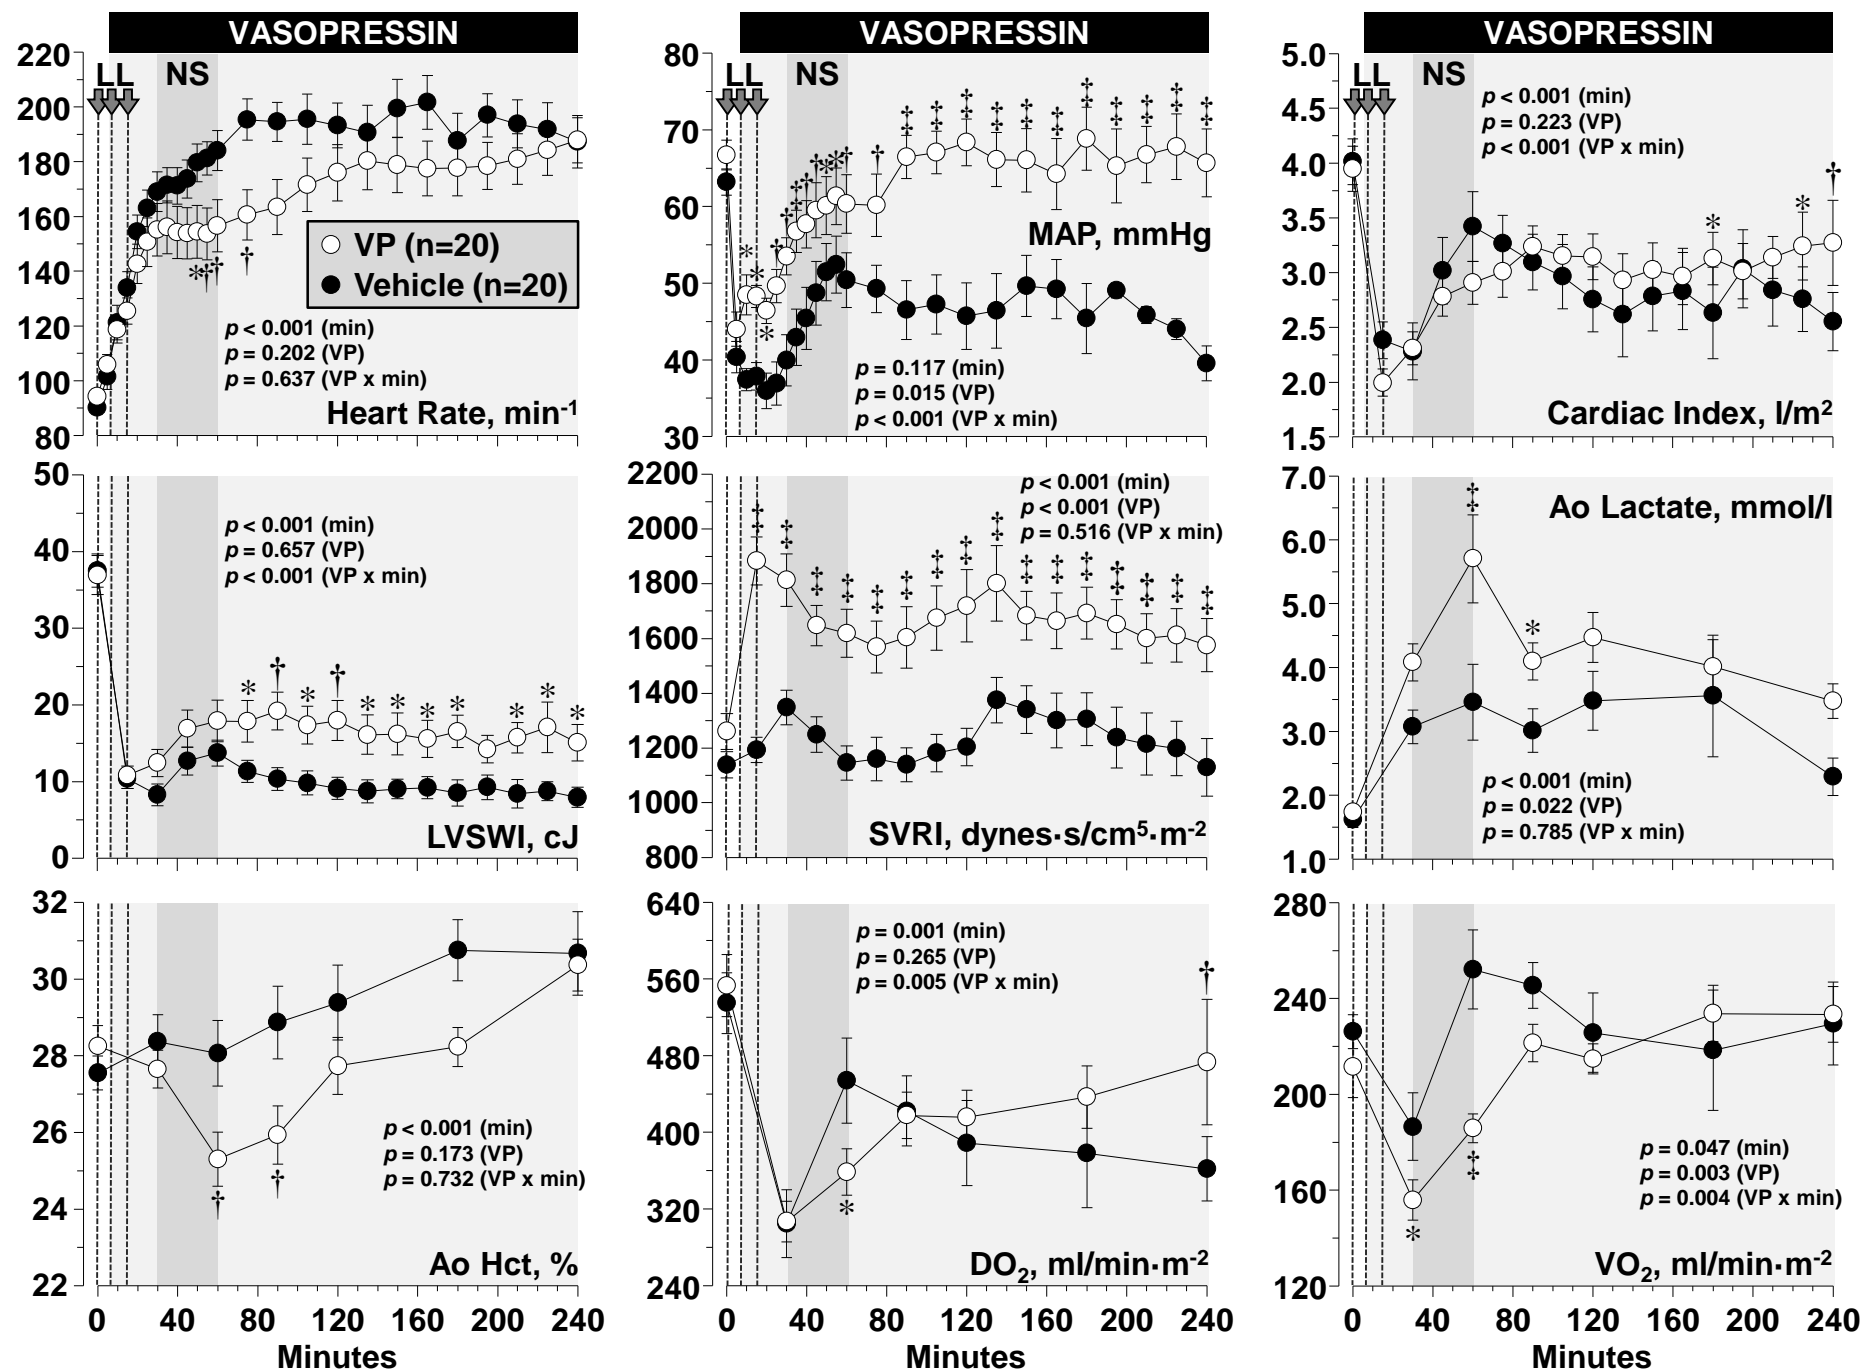 VASOPRESSIN
VASOPRESSIN
VASOPRESSIN
220
200
180
160
140
120
100
80
LL
NS
* † † †
VP (n=20)
Vehicle (n=20)
p < 0.001 (min)
p = 0.202 (VP)
p = 0.637 (VP x min)
Heart Rate, min-1
80
70
60
50
40
30
LL
NS
MAP, mmHg
p = 0.117 (min)
p = 0.015 (VP)
p < 0.001 (VP x min)
5.0
4.5
4.0
3.5
3.0
2.5
2.0
1.5
LL
NS
p < 0.001 (min)
p = 0.223 (VP)
p < 0.001 (VP x min)
* * †
Cardiac Index, l/m2
50
40
30
20
10
0
p < 0.001 (min)
p = 0.657 (VP)
p < 0.001 (VP x min)
* † * † * * * * * * *
LVSWI, cJ
2200
2000
1800
1600
1400
1200
1000
800
p < 0.001 (min)
p < 0.001 (VP)
p = 0.516 (VP x min)
‡ ‡ ‡ ‡ ‡ ‡ ‡ ‡ ‡ ‡ ‡ ‡ ‡ ‡ ‡ ‡
SVRI, dynes·s/cm5·m-2
7.0
6.0
5.0
4.0
3.0
2.0
1.0
Ao Lactate, mmol/l
‡ *
p < 0.001 (min)
p = 0.022 (VP)
p = 0.785 (VP x min)
32
30
28
26
24
22
p < 0.001 (min)
p = 0.173 (VP)
p = 0.732 (VP x min)
† †
Ao Hct, %
0 40 80 120 160 200 240
Minutes
640
560
480
400
320
240
p = 0.001 (min)
p = 0.265 (VP)
p = 0.005 (VP x min)
†
*
DO2, ml/min·m-2
0 40 80 120 160 200 240
Minutes
280
240
200
160
120
p = 0.047 (min)
p = 0.003 (VP)
p = 0.004 (VP x min)
‡
*
VO2, ml/min·m-2
0 40 80 120 160 200 240
Minutes